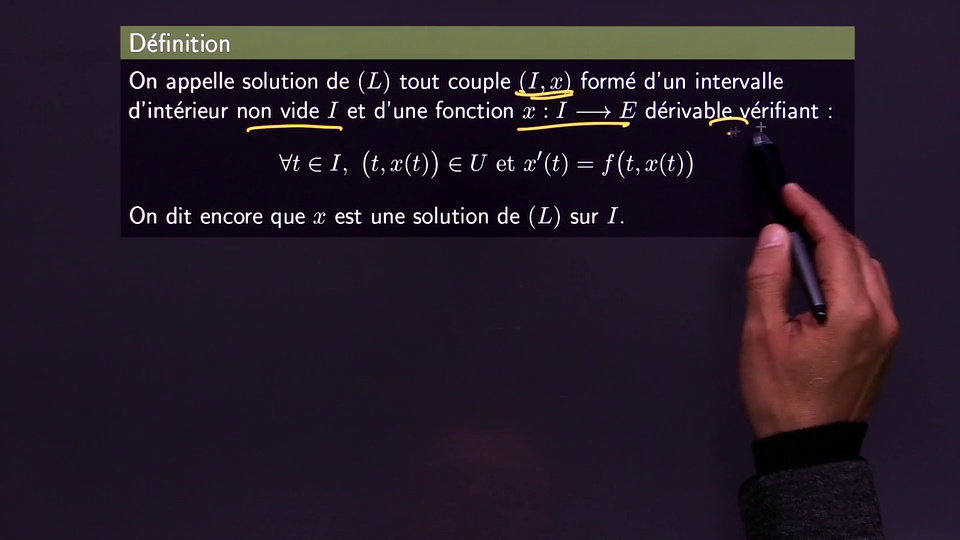 Définition
On appelle solution de (L) tout couple (I, x) formé d'un intervalle
d'intérieur non vide I et d'une fonction x : I ⟶ E dérivable vérifiant :
∀t ∈ I, (t, x(t)) ∈ U et x′(t) = f(t, x(t))
On dit encore que x est une solution de (L) sur I.